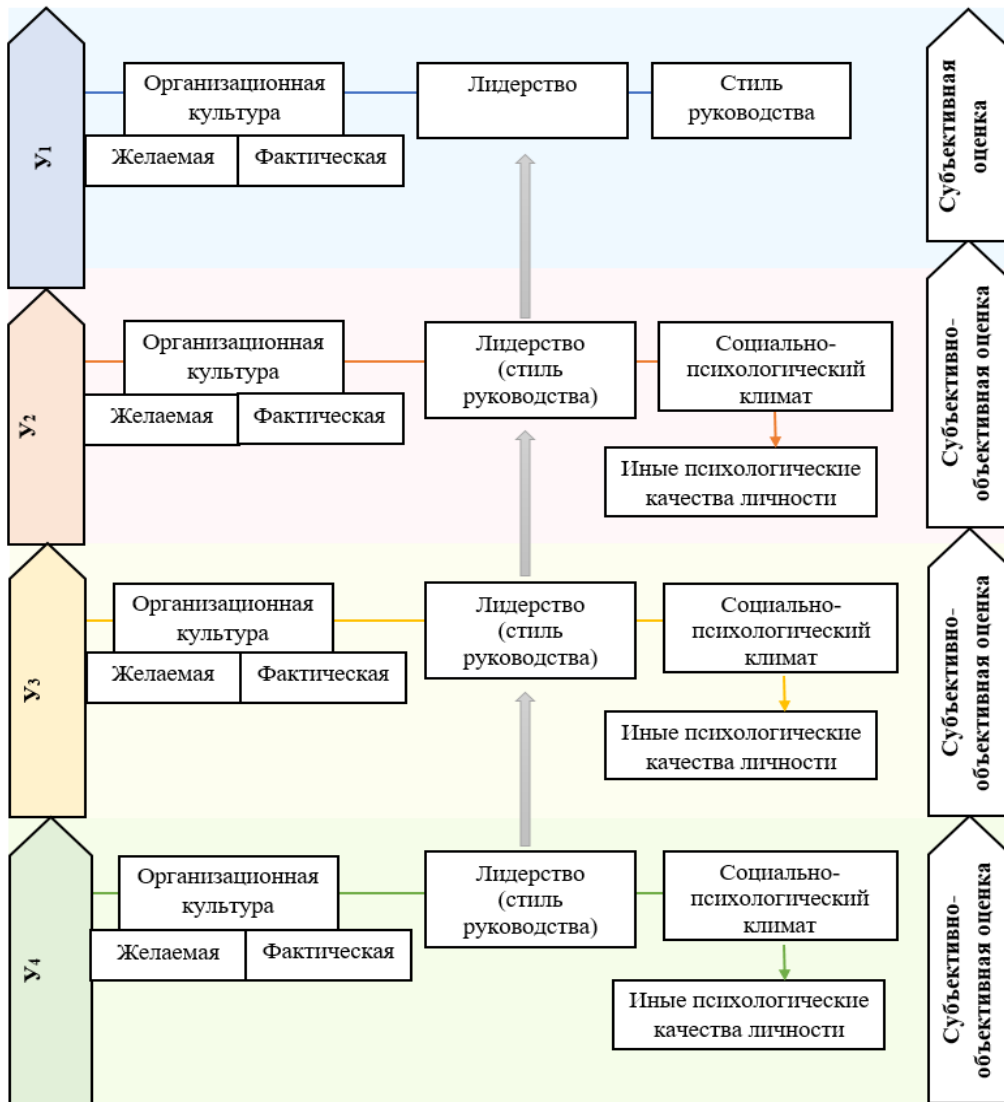 У1
Организационная
культура
Желаемая
Фактическая
Лидерство
Стиль
руководства
Субъективная
оценка
У2
Организационная
культура
Желаемая
Фактическая
Лидерство
(стиль
руководства)
Социально-
психологический
климат
Иные психологические
качества личности
Субъективно-
объективная оценка
У3
Организационная
культура
Желаемая
Фактическая
Лидерство
(стиль
руководства)
Социально-
психологический
климат
Иные психологические
качества личности
Субъективно-
объективная оценка
У4
Организационная
культура
Желаемая
Фактическая
Лидерство
(стиль
руководства)
Социально-
психологический
климат
Иные психологические
качества личности
Субъективно-
объективная оценка